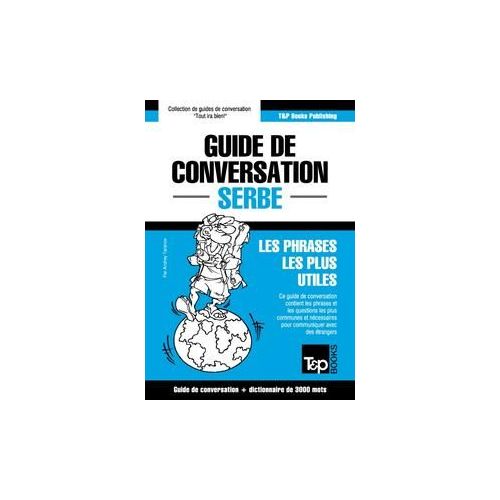 Collection de guides de conversation
"Tout ira bien!"
T&P Books Publishing
GUIDE DE
CONVERSATION
SERBE
LES PHRASES
LES PLUS
UTILES
Par Andrey Taranov
Ce guide de conversation
contient les phrases et
les questions les plus
communes et nécessaires
pour communiquer avec
des étrangers
T&P
BOOKS
Guide de conversation + dictionnaire de 3000 mots